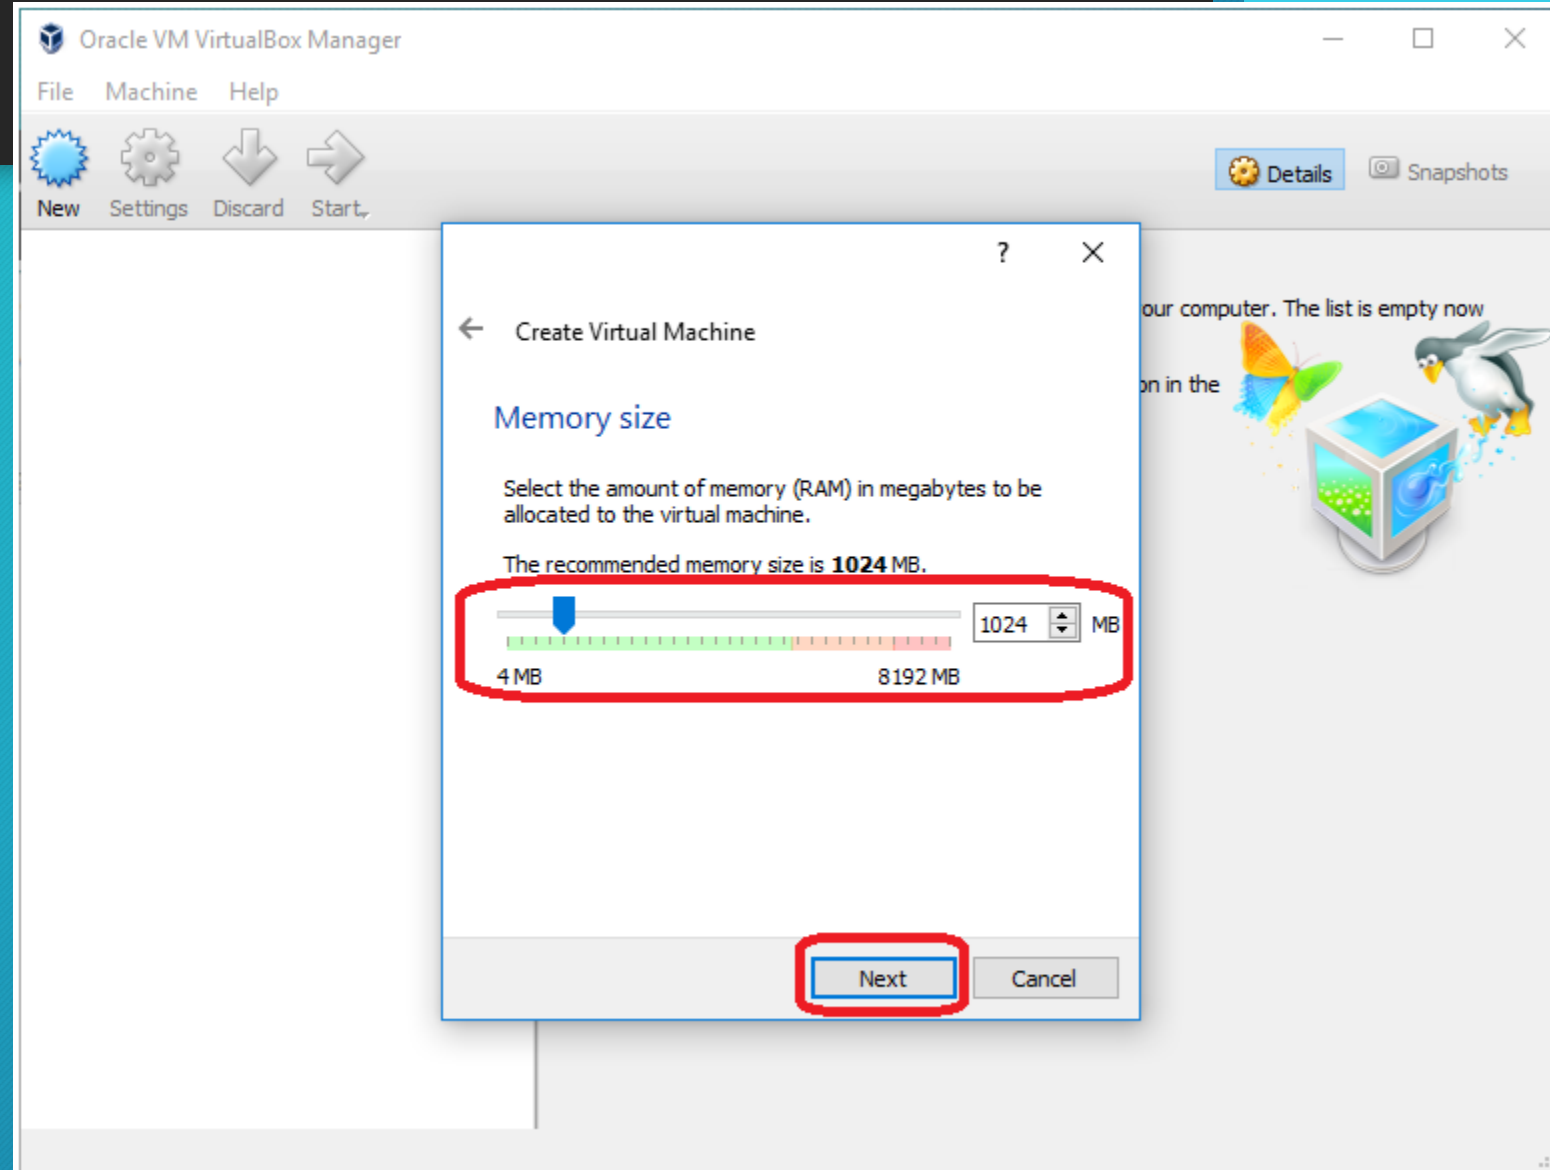 Oracle VM VirtualBox Manager
File Machine Help
New Settings Discard Start
Details Snapshots
our computer. The list is empty now
in the
Create Virtual Machine
Memory size
Select the amount of memory (RAM) in megabytes to be
allocated to the virtual machine.
The recommended memory size is 1024 MB.
1024 MB
4 MB 8192 MB
Next Cancel